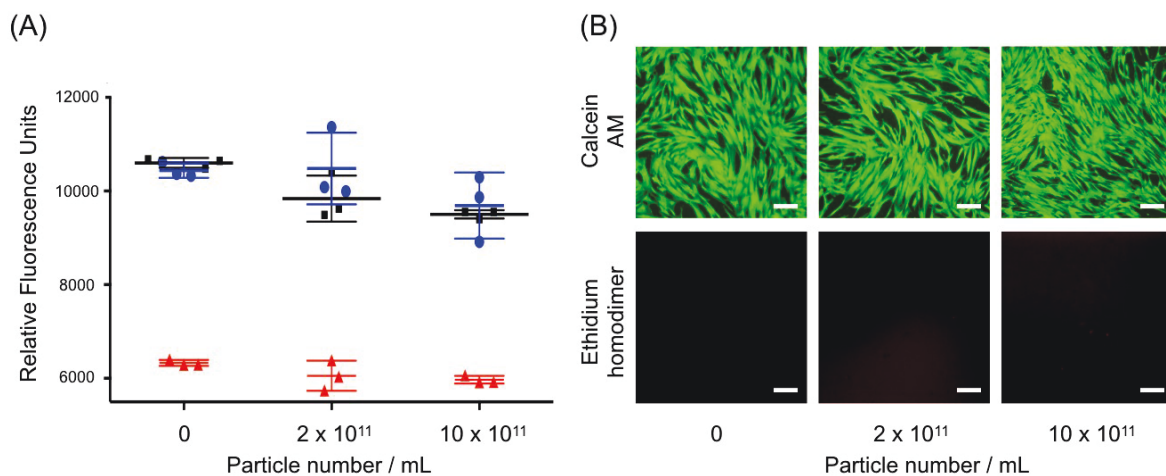 (A)
Relative Fluorescence Units
12000
10000
8000
6000
0
2 x 10¹¹
10 x 10¹¹
Particle number / mL
(B)
Calcein
AM
Ethidium
homodimer
0
2 x 10¹¹
10 x 10¹¹
Particle number / mL